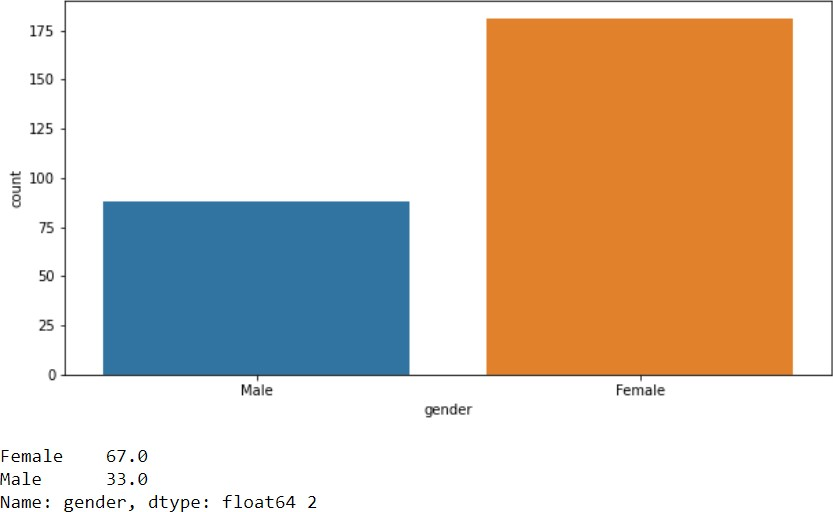 175
150
125
100
75
50
25
0
count
Male Female
gender
Female 67.0
Male 33.0
Name: gender, dtype: float64 2